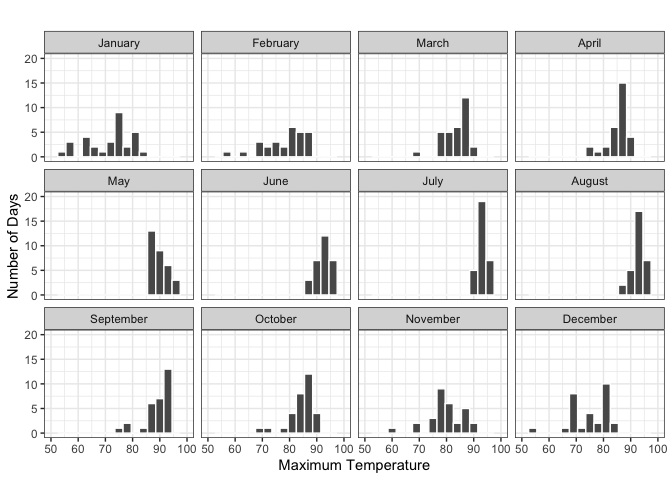 January February March April
20
15
10
5
0
May June July August
20
15
10
5
0
Number of Days
September October November December
20
15
10
5
0
50 60 70 80 90 100 50 60 70 80 90 100 50 60 70 80 90 100 50 60 70 80 90 100
Maximum Temperature